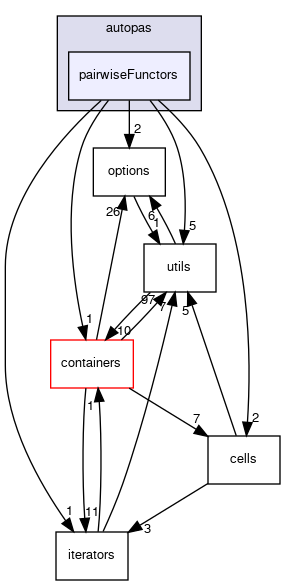 autopas
pairwiseFunctors
2
options
26
6
1
5
utils
97
7
1
10
5
containers
1
7
2
cells
1
11
3
iterators